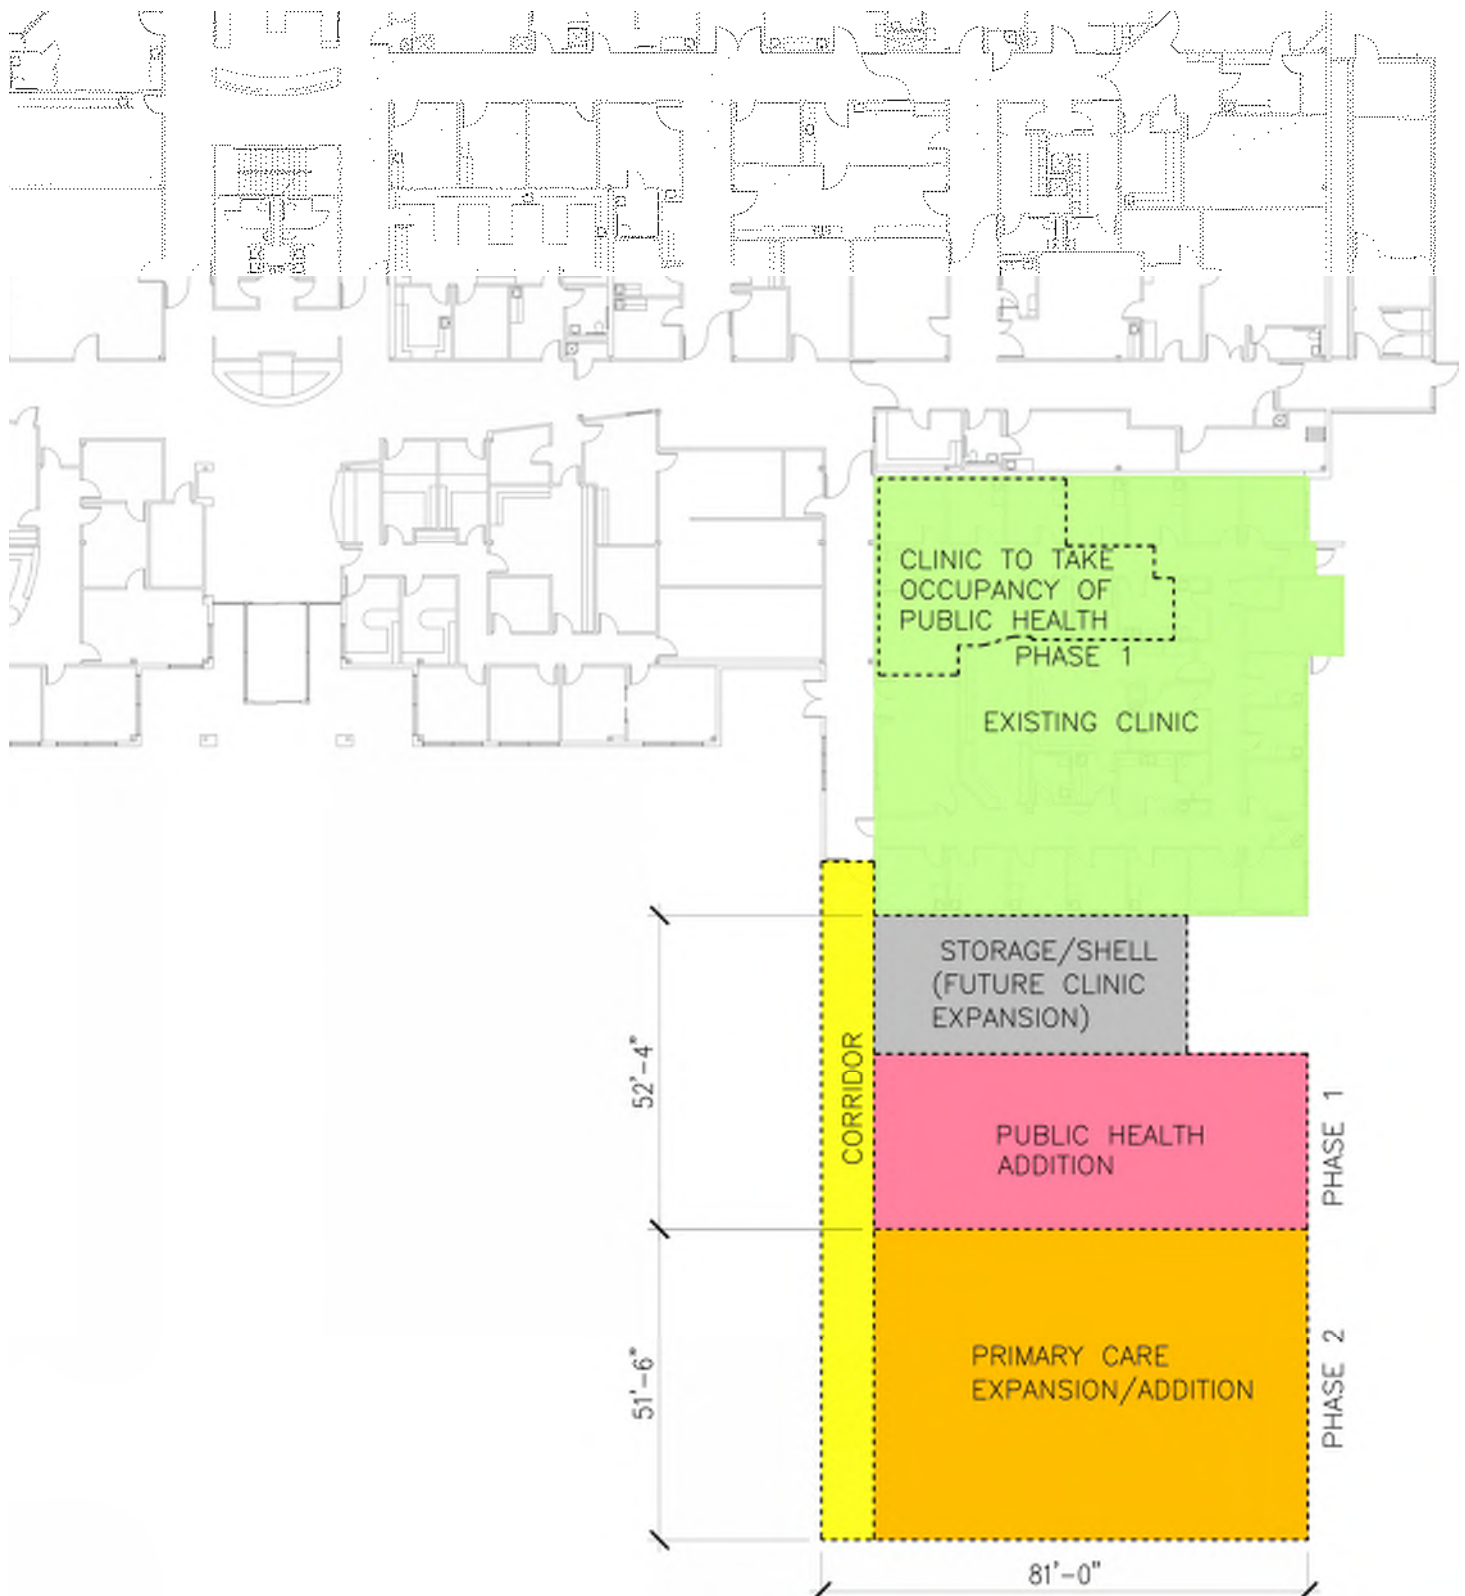 CLINIC TO TAKE
OCCUPANCY OF
PUBLIC HEALTH
PHASE 1
EXISTING CLINIC
STORAGE/SHELL
(FUTURE CLINIC
EXPANSION)
52'-4"
CORRIDOR
PUBLIC HEALTH
ADDITION
PHASE 1
51'-6"
PRIMARY CARE
EXPANSION/ADDITION
PHASE 2
81'-0"